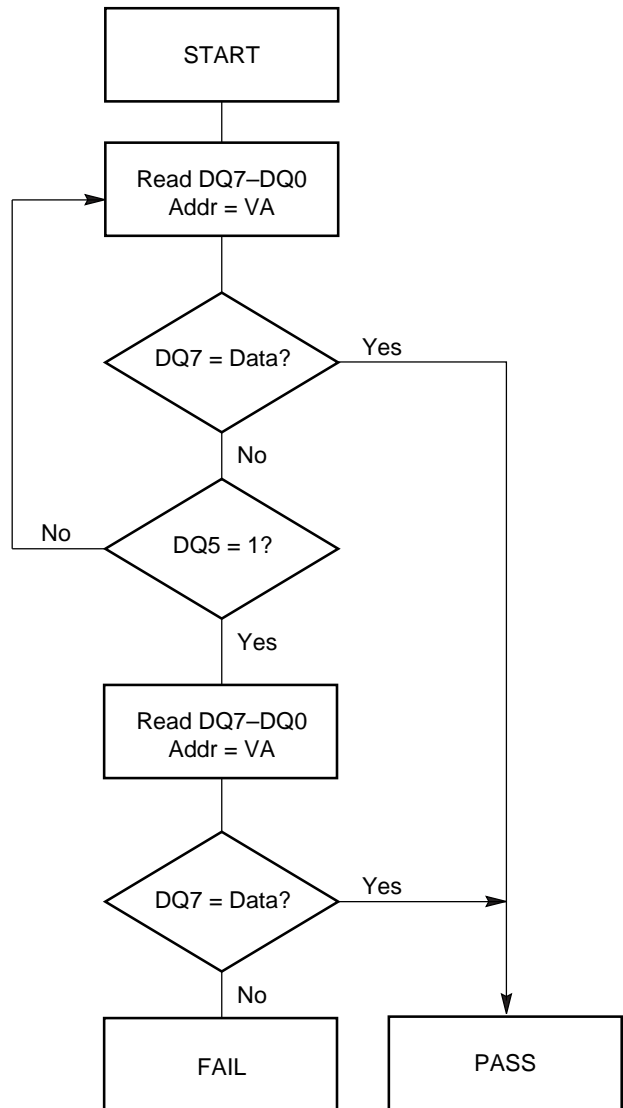 START
Read DQ7–DQ0
Addr = VA
DQ7 = Data?
Yes
No
No
DQ5 = 1?
Yes
Read DQ7–DQ0
Addr = VA
DQ7 = Data?
Yes
No
FAIL
PASS